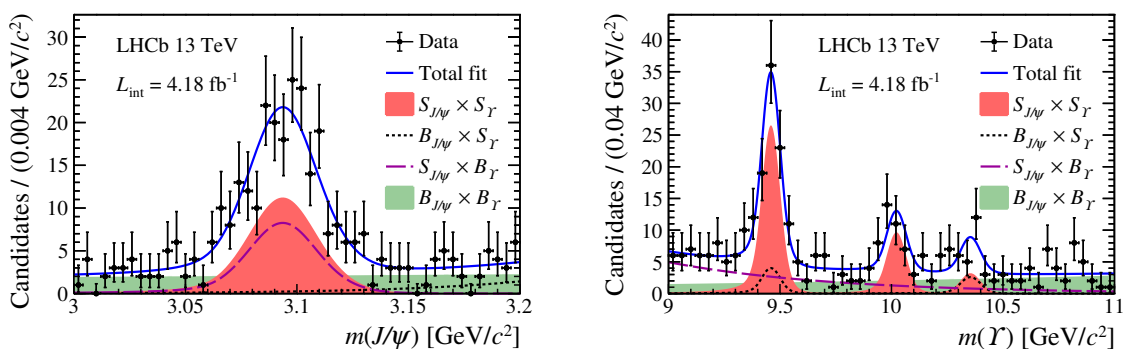 Candidates / (0.004 GeV/c²)
30
25
20
15
10
5
0
LHCb 13 TeV
L_int = 4.18 fb⁻¹
Data
Total fit
S_J/ψ × S_ϒ
B_J/ψ × S_ϒ
S_J/ψ × B_ϒ
B_J/ψ × B_ϒ
3 3.05 3.1 3.15 3.2
m(J/ψ) [GeV/c²]
Candidates / (0.04 GeV/c²)
40
35
30
25
20
15
10
5
0
LHCb 13 TeV
L_int = 4.18 fb⁻¹
Data
Total fit
S_J/ψ × S_ϒ
B_J/ψ × S_ϒ
S_J/ψ × B_ϒ
B_J/ψ × B_ϒ
9 9.5 10 10.5 11
m(ϒ) [GeV/c²]